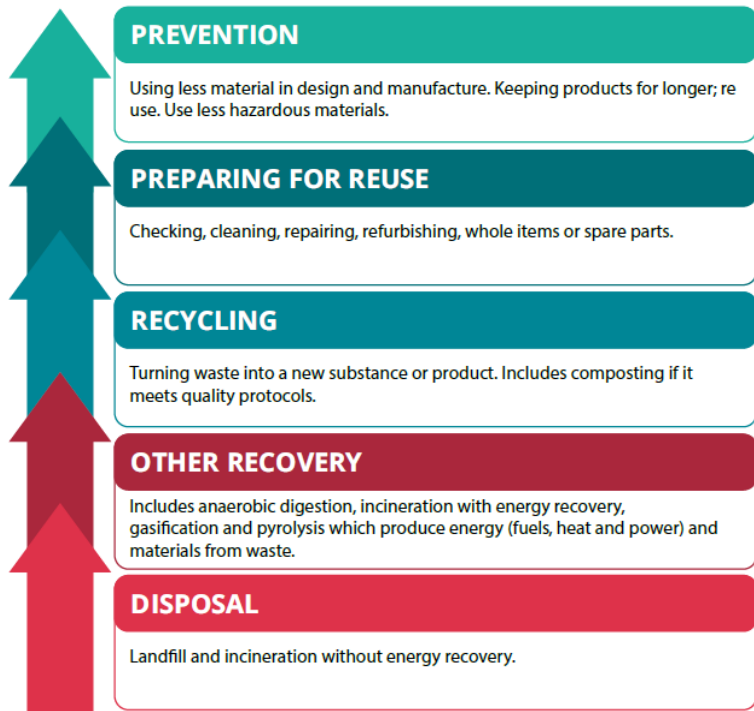 PREVENTION
Using less material in design and manufacture. Keeping products for longer; re
use. Use less hazardous materials.
PREPARING FOR REUSE
Checking, cleaning, repairing, refurbishing, whole items or spare parts.
RECYCLING
Turning waste into a new substance or product. Includes composting if it
meets quality protocols.
OTHER RECOVERY
Includes anaerobic digestion, incineration with energy recovery,
gasification and pyrolysis which produce energy (fuels, heat and power) and
materials from waste.
DISPOSAL
Landfill and incineration without energy recovery.